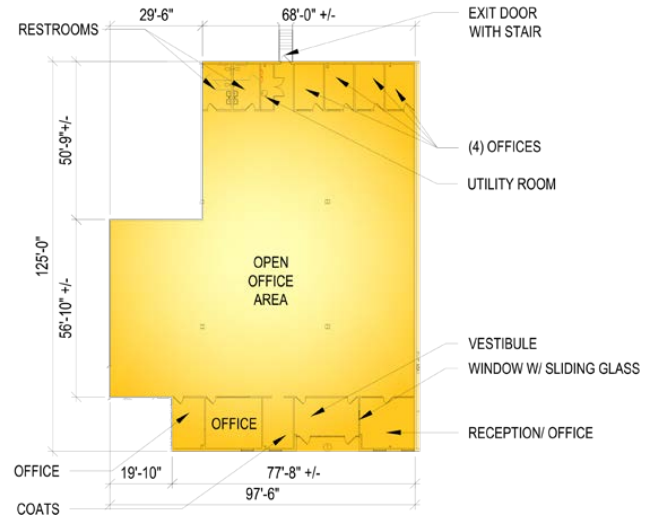 29'-6"
68'-0" +/-
EXIT DOOR
WITH STAIR
RESTROOMS
50'-9"+/-
(4) OFFICES
UTILITY ROOM
125'-0"
56'-10" +/-
OPEN
OFFICE
AREA
VESTIBULE
WINDOW W/ SLIDING GLASS
OFFICE
RECEPTION/ OFFICE
OFFICE
19'-10"
77'-8" +/-
97'-6"
COATS